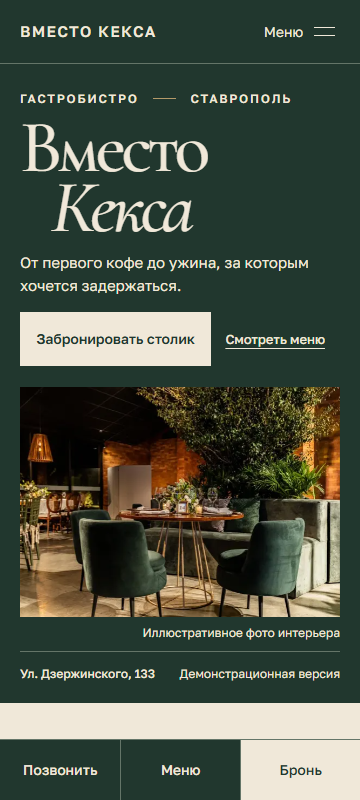 ВМЕСТО КЕКСА
Меню
ГАСТРОБИСТРО — СТАВРОПОЛЬ
Вместо
Кекса
От первого кофе до ужина, за которым
хочется задержаться.
Забронировать столик
Смотреть меню
Иллюстративное фото интерьера
Ул. Дзержинского, 133
Демонстрационная версия
Позвонить
Меню
Бронь